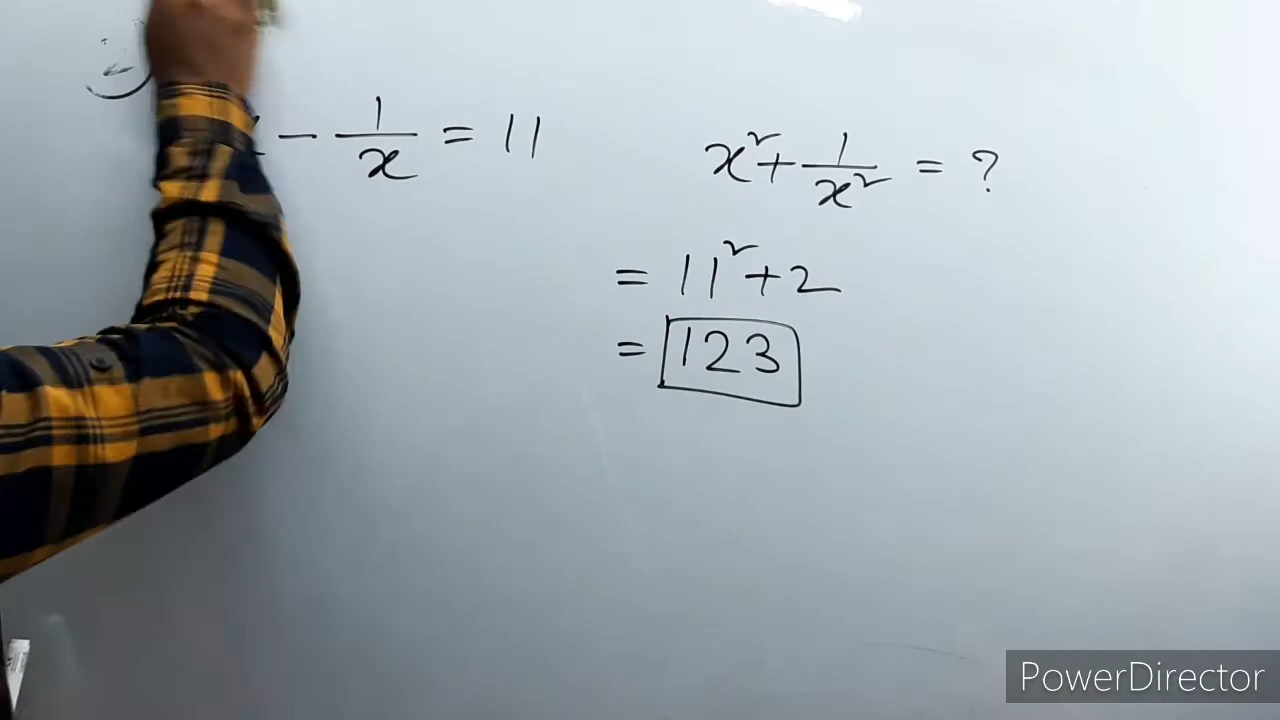 - 1/x = 11
x² + 1/x² = ?
= 11² + 2
= 123
PowerDirector